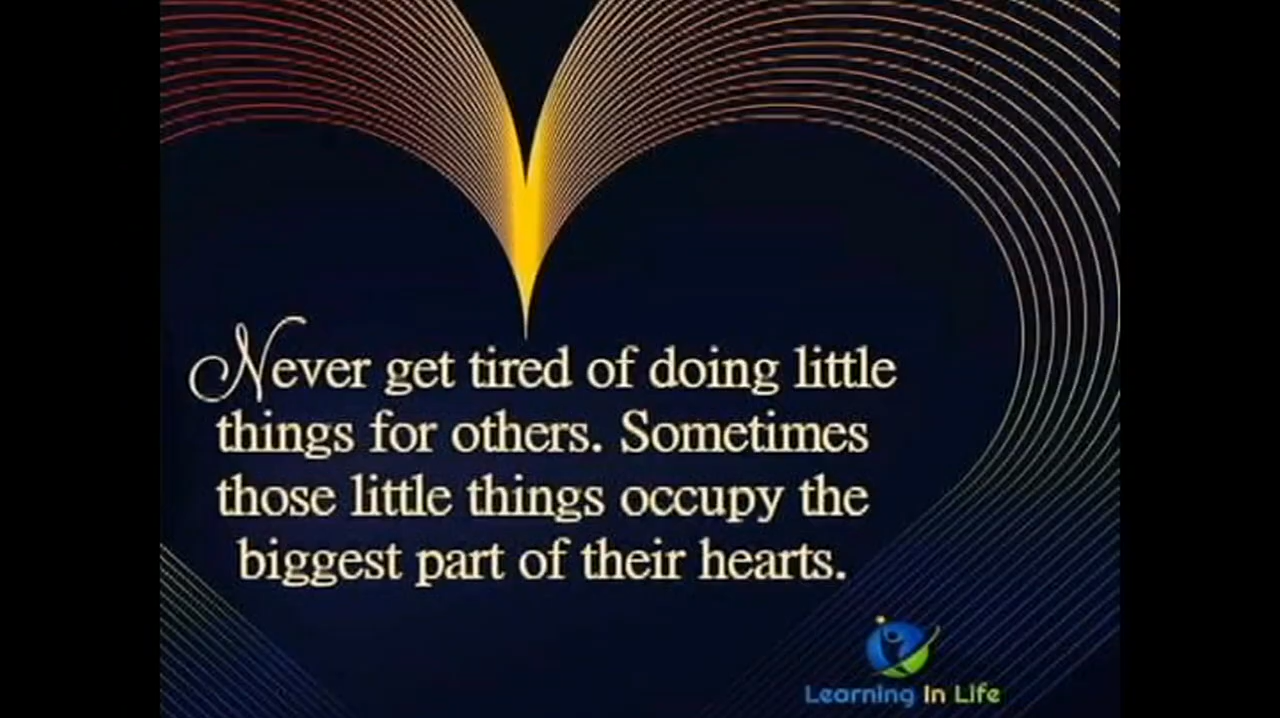 Never get tired of doing little
things for others. Sometimes
those little things occupy the
biggest part of their hearts.
Learning In Life